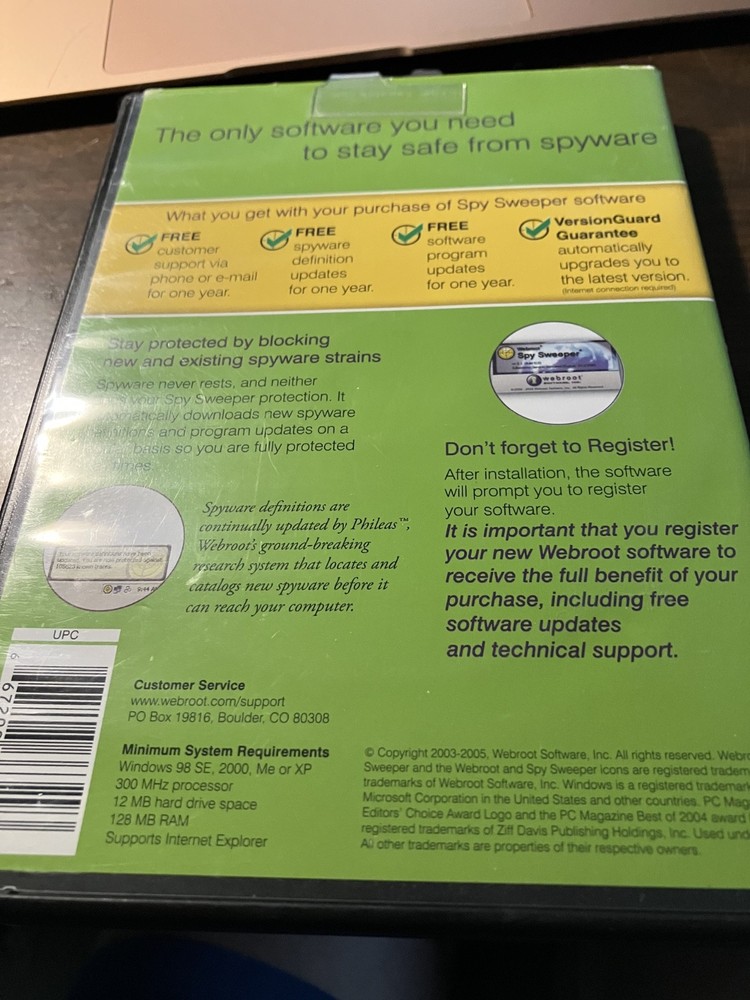 The only software you need
to stay safe from spyware
What you get with your purchase of Spy Sweeper software
FREE
customer
support via
phone or e-mail
for one year.
FREE
spyware
definition
updates
for one year.
FREE
software
program
updates
for one year.
VersionGuard
Guarantee
automatically
upgrades you to
the latest version.
(Internet connection required)
Stay protected by blocking
new and existing spyware strains
Spyware never rests, and neither
your Spy Sweeper protection. It
automatically downloads new spyware
definitions and program updates on a
basis so you are fully protected
times.
Spyware definitions are
continually updated by Phileas™,
Webroot's ground-breaking
research system that locates and
catalogs new spyware before it
can reach your computer.
Webroot
Spy Sweeper
webroot
Don't forget to Register!
After installation, the software
will prompt you to register
your software.
It is important that you register
your new Webroot software to
receive the full benefit of your
purchase, including free
software updates
and technical support.
UPC
Customer Service
www.webroot.com/support
PO Box 19816, Boulder, CO 80308
Minimum System Requirements
Windows 98 SE, 2000, Me or XP
300 MHz processor
12 MB hard drive space
128 MB RAM
Supports Internet Explorer
© Copyright 2003-2005, Webroot Software, Inc. All rights reserved. Webro
Sweeper and the Webroot and Spy Sweeper icons are registered tradem
trademarks of Webroot Software, Inc. Windows is a registered trademar
Microsoft Corporation in the United States and other countries. PC Mag
Editors' Choice Award Logo and the PC Magazine Best of 2004 award
registered trademarks of Ziff Davis Publishing Holdings, Inc. Used und
All other trademarks are properties of their respective owners.